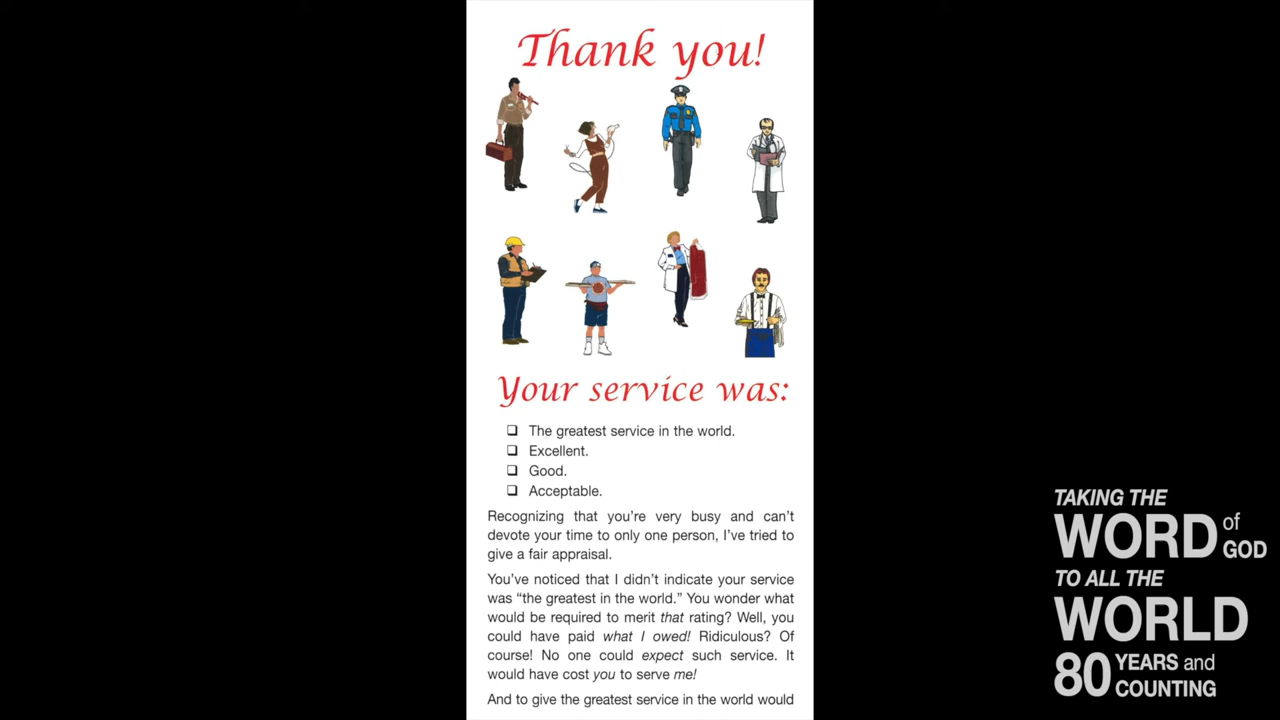 Thank you!
Your service was:
❑ The greatest service in the world.
❑ Excellent.
❑ Good.
❑ Acceptable.
Recognizing that you’re very busy and can’t
devote your time to only one person, I’ve tried to
give a fair appraisal.
You’ve noticed that I didn’t indicate your service
was “the greatest in the world.” You wonder what
would be required to merit that rating? Well, you
could have paid what I owed! Ridiculous? Of
course! No one could expect such service. It
would have cost you to serve me!
And to give the greatest service in the world would
TAKING THE
WORD of GOD
TO ALL THE
WORLD
80 YEARS and
COUNTING